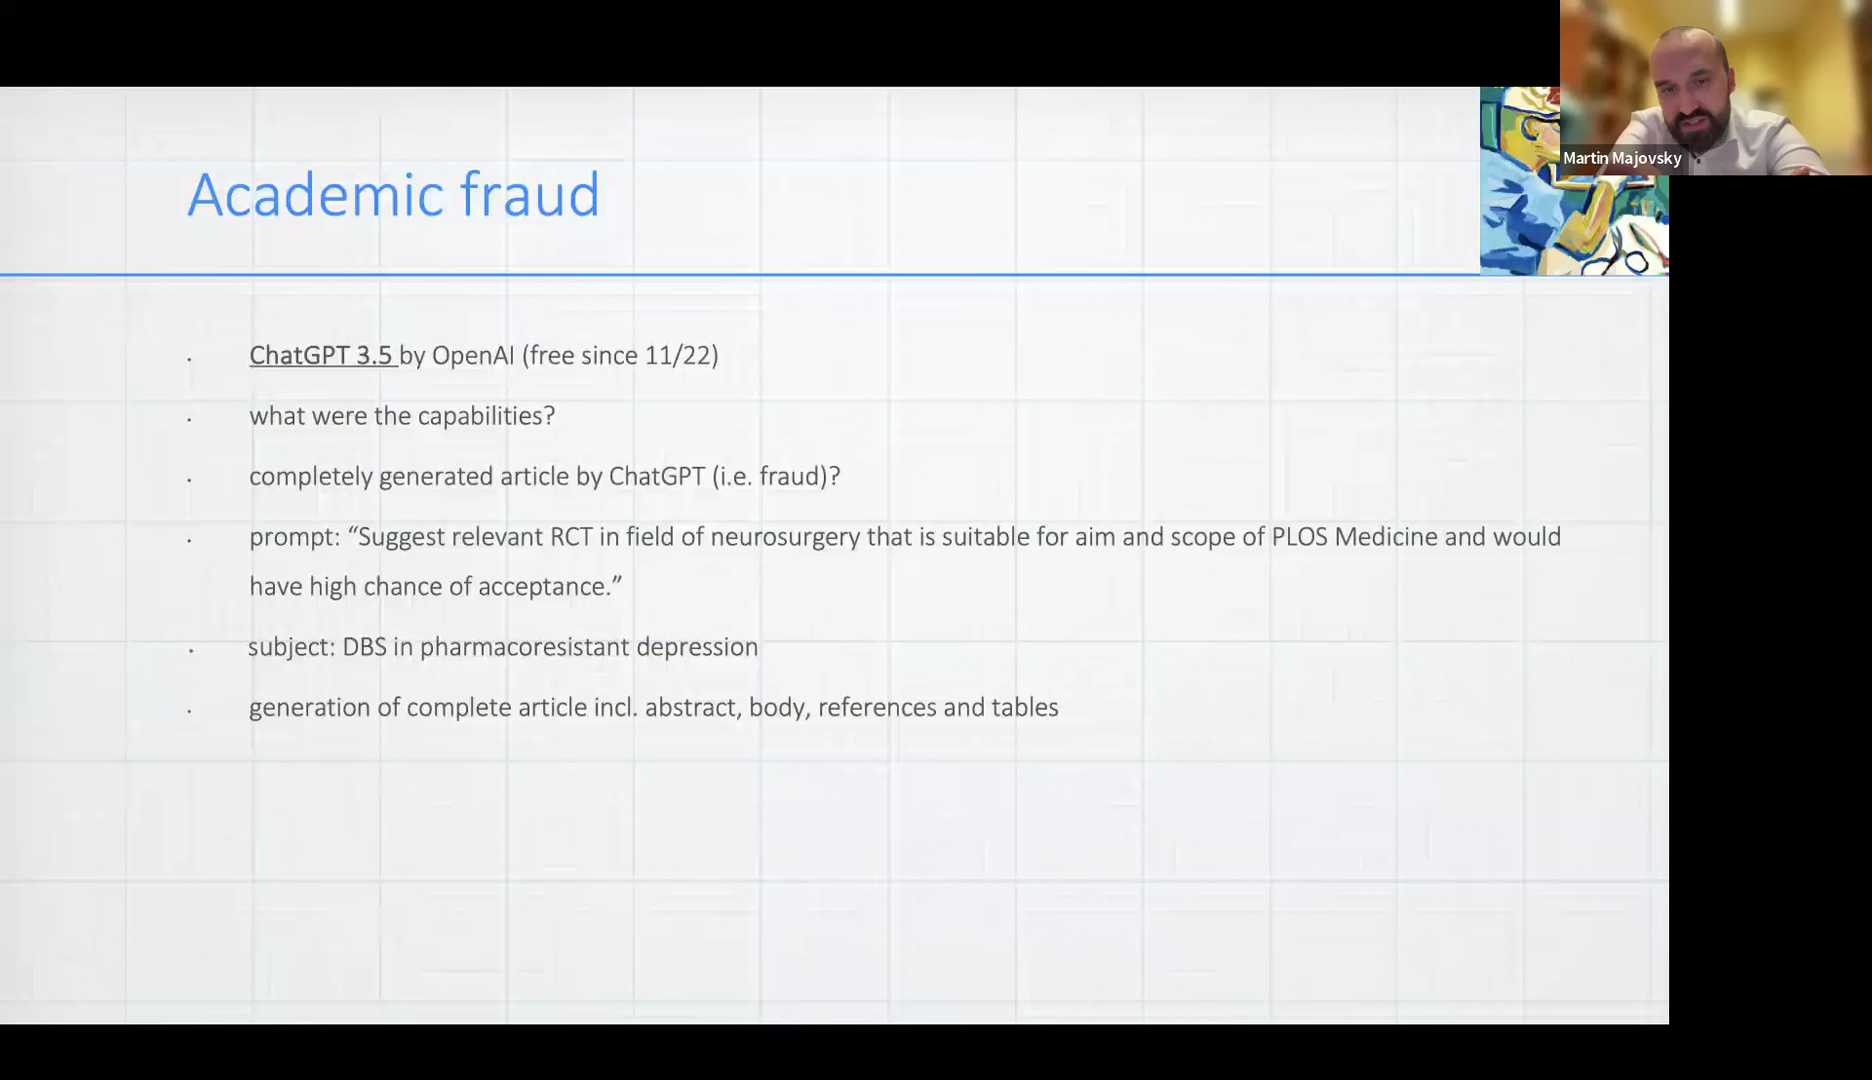 Martin Majovsky
Academic fraud
ChatGPT 3.5 by OpenAI (free since 11/22)
what were the capabilities?
completely generated article by ChatGPT (i.e. fraud)?
prompt: “Suggest relevant RCT in field of neurosurgery that is suitable for aim and scope of PLOS Medicine and would
have high chance of acceptance.”
subject: DBS in pharmacoresistant depression
generation of complete article incl. abstract, body, references and tables